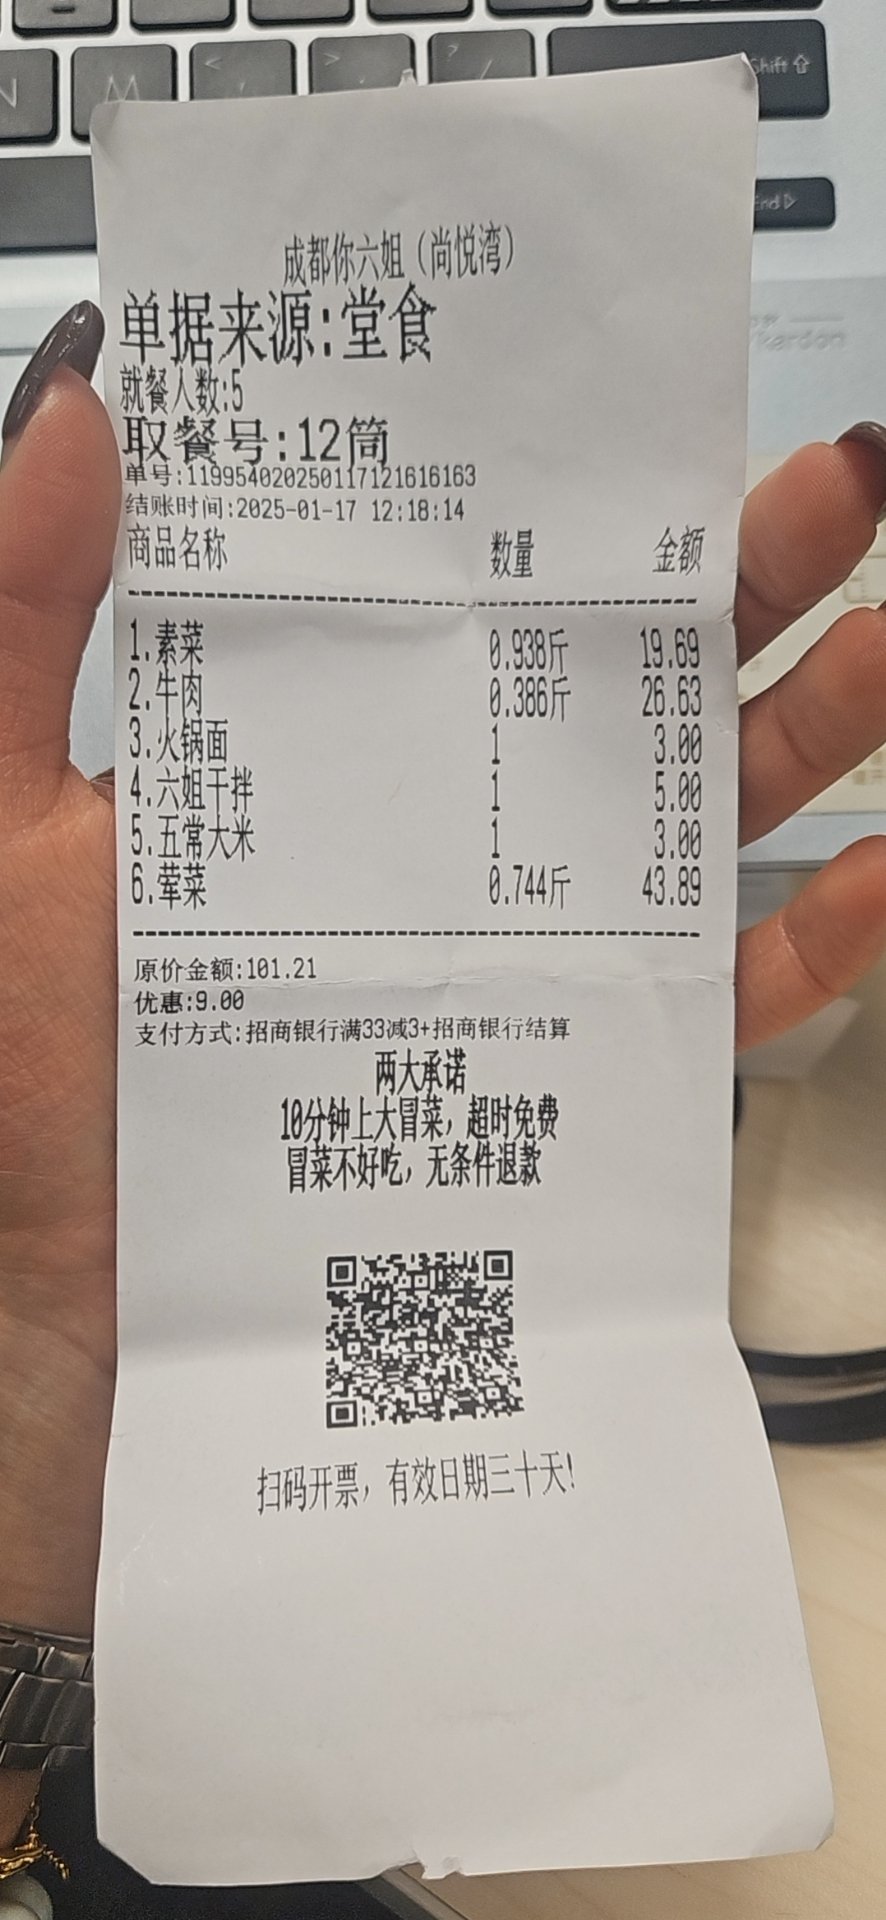 N
M
<
>
?
/
Shift ⇧
End ▷
成都你六姐（尚悦湾）
单据来源:堂食
就餐人数:5
取餐号:12筒
单号:119954020250117121616163
结账时间:2025-01-17 12:18:14
商品名称 数量 金额
1.素菜 0.938斤 19.69
2.牛肉 0.386斤 26.63
3.火锅面 1 3.00
4.六姐干拌 1 5.00
5.五常大米 1 3.00
6.荤菜 0.744斤 43.89
原价金额:101.21
优惠:9.00
支付方式:招商银行满33减3+招商银行结算
两大承诺
10分钟上大冒菜，超时免费
冒菜不好吃，无条件退款
扫码开票，有效日期三十天!